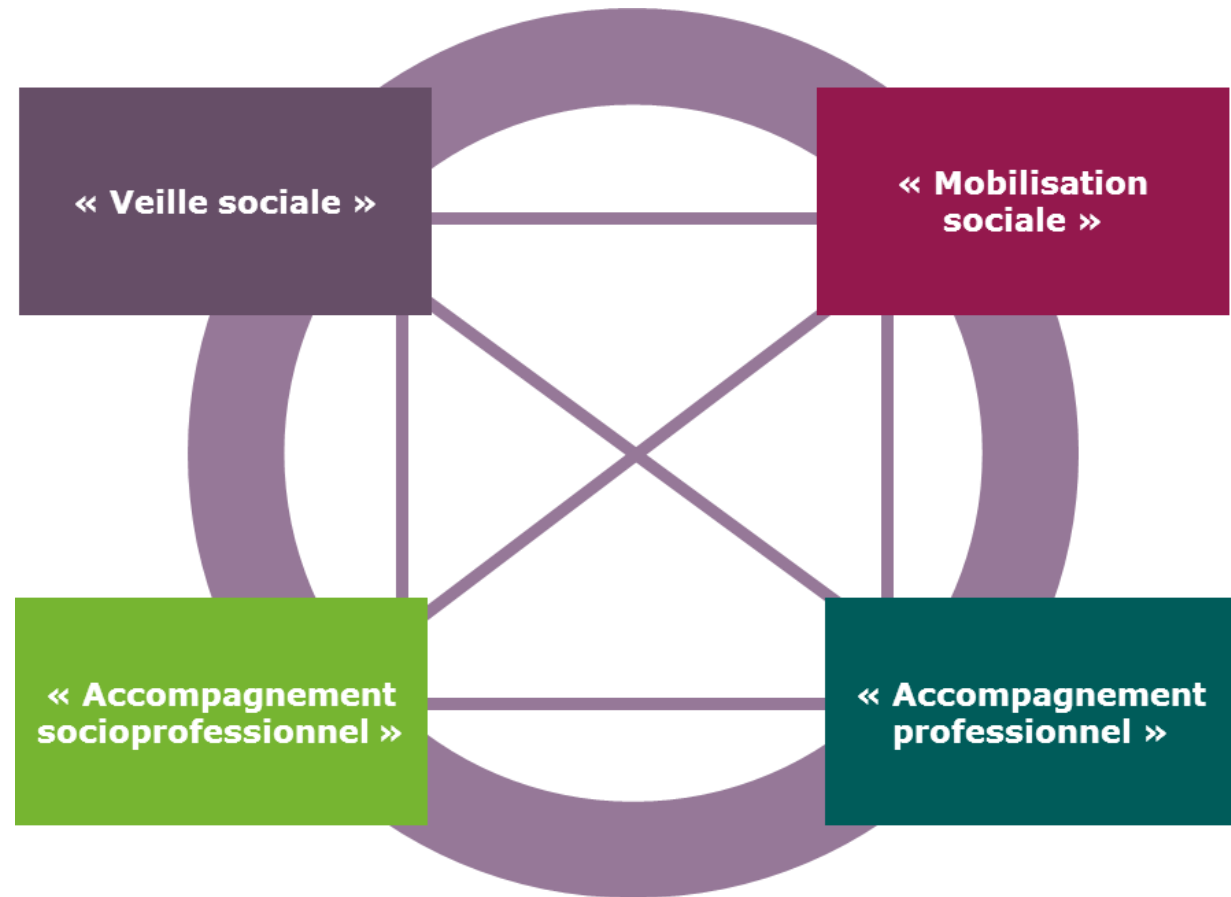 « Veille sociale »
« Mobilisation
sociale »
« Accompagnement
socioprofessionnel »
« Accompagnement
professionnel »